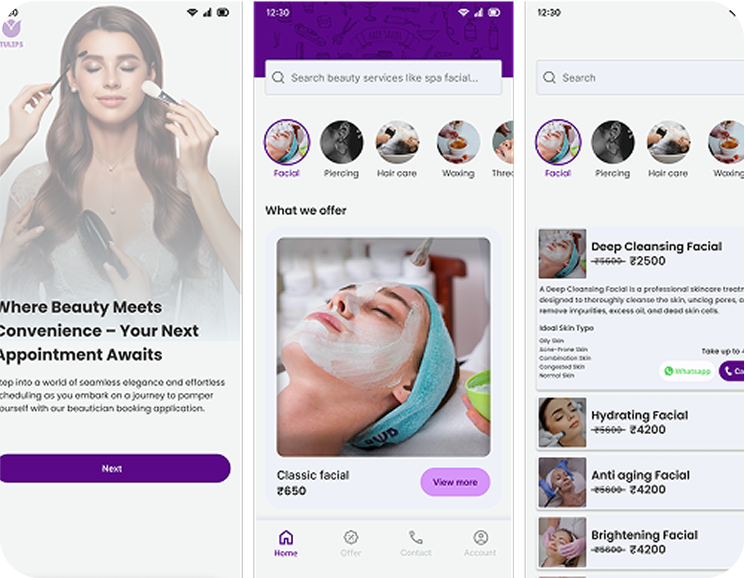 :30
TULIPS
Where Beauty Meets
Convenience – Your Next
Appointment Awaits
tep into a world of seamless elegance and effortless
cheduling as you embark on a journey to pamper
ourself with our beautician booking application.
Next
12:30
Search beauty services like spa facial...
Facial
Piercing
Hair care
Waxing
Threa
What we offer
Classic facial
₹650
View more
Home
Offer
Contact
Account
12:30
Search
Facial
Piercing
Hair care
Waxing
Deep Cleansing Facial
₹5600 ₹2500
A Deep Cleansing Facial is a professional skincare treatm
designed to thoroughly cleanse the skin, unclog pores, a
remove impurities, excess oil, and dead skin cells.
Ideal Skin Type
Oily Skin
Acne-Prone Skin
Combination Skin
Congested Skin
Normal Skin
Take up to 4
Whatsapp
Ca
Hydrating Facial
₹5600 ₹4200
Anti aging Facial
₹5600 ₹4200
Brightening Facial
₹5600 ₹4200